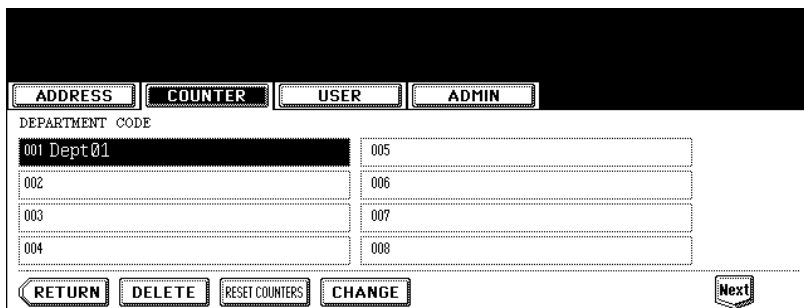 ADDRESS COUNTER USER ADMIN
DEPARTMENT CODE
001 Dept01 005
002 006
003 007
004 008
RETURN DELETE RESET COUNTERS CHANGE Next